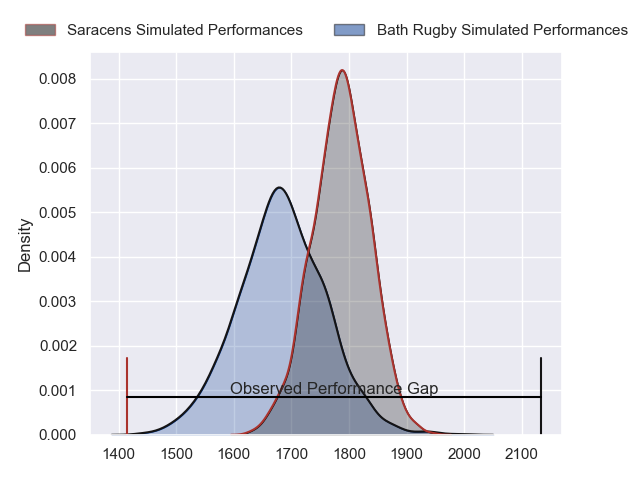 Saracens Simulated Performances
Bath Rugby Simulated Performances
0.008
0.007
0.006
0.005
0.004
0.003
0.002
0.001
0.000
Density
Observed Performance Gap
1400 1500 1600 1700 1800 1900 2000 2100